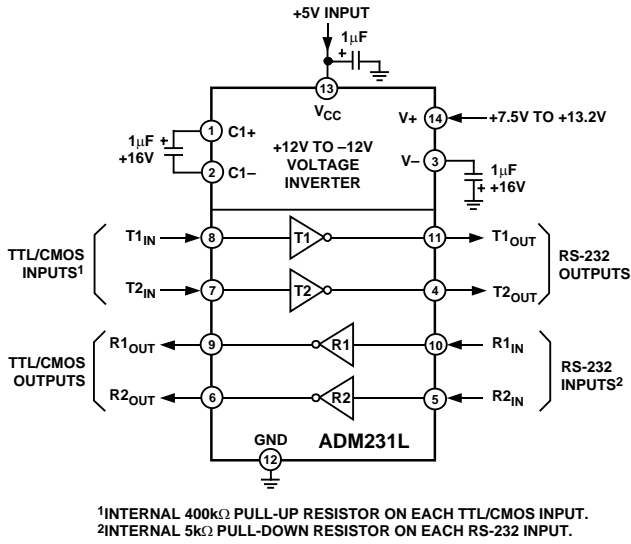 +5V INPUT
1μF
+
13
VCC
1
C1+
V+
14
+7.5V TO +13.2V
1μF
+
+16V
+12V TO –12V
VOLTAGE
INVERTER
2
C1–
V–
3
1μF
+
+16V
TTL/CMOS
INPUTS1
T1IN
8
T1
11
T1OUT
RS-232
OUTPUTS
T2IN
7
T2
4
T2OUT
TTL/CMOS
OUTPUTS
R1OUT
9
R1
10
R1IN
RS-232
INPUTS2
R2OUT
6
R2
5
R2IN
GND
ADM231L
12
1INTERNAL 400kΩ PULL-UP RESISTOR ON EACH TTL/CMOS INPUT.
2INTERNAL 5kΩ PULL-DOWN RESISTOR ON EACH RS-232 INPUT.